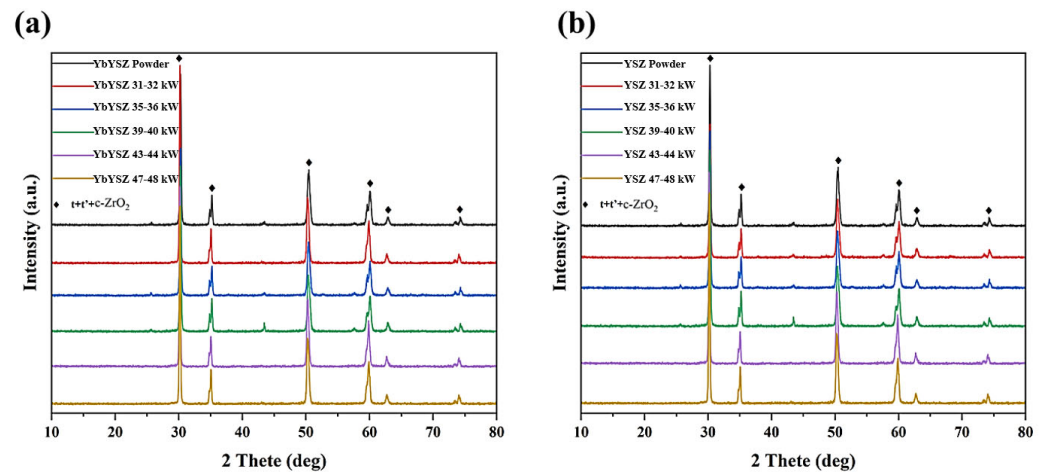 (a)
YbYSZ Powder
YbYSZ 31-32 kW
YbYSZ 35-36 kW
YbYSZ 39-40 kW
YbYSZ 43-44 kW
YbYSZ 47-48 kW
t+t'+c-ZrO₂
Intensity (a.u.)
10 20 30 40 50 60 70 80
2 Thete (deg)
(b)
YSZ Powder
YSZ 31-32 kW
YSZ 35-36 kW
YSZ 39-40 kW
YSZ 43-44 kW
YSZ 47-48 kW
t+t'+c-ZrO₂
Intensity (a.u.)
10 20 30 40 50 60 70 80
2 Thete (deg)